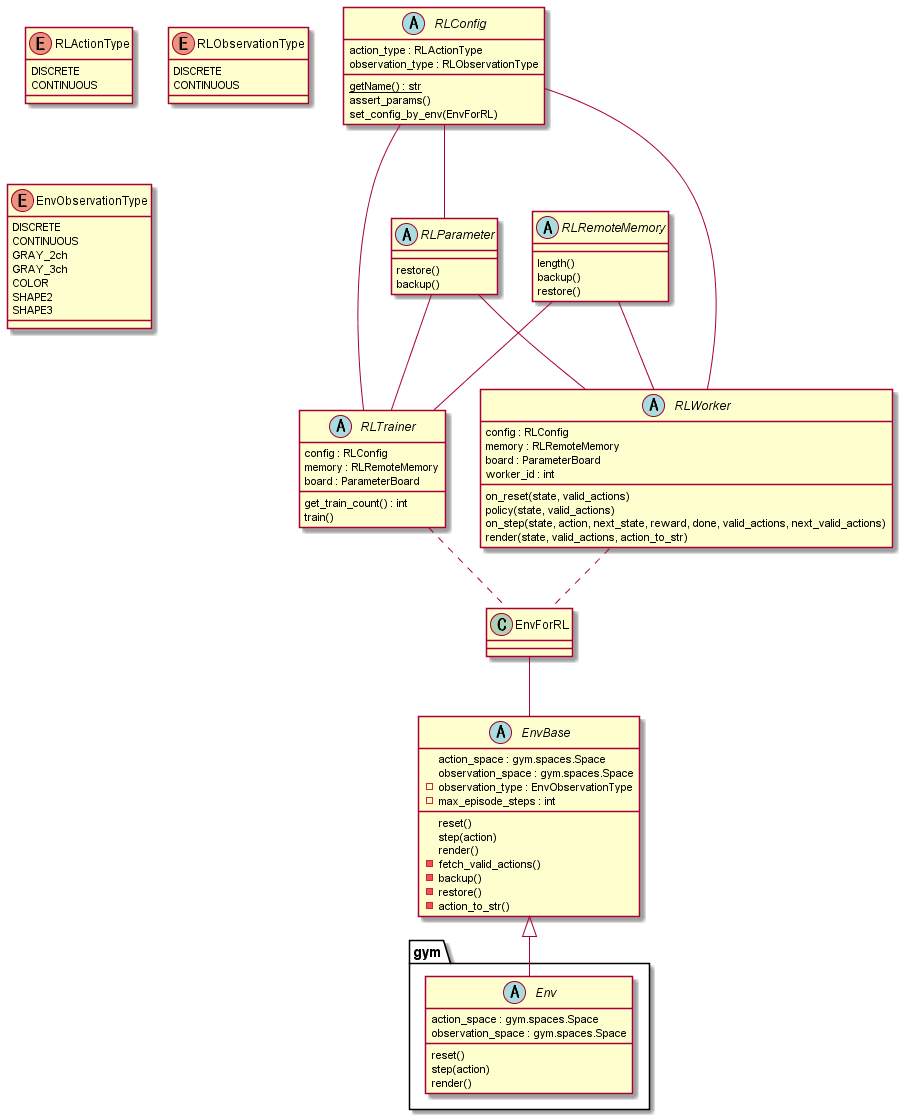 E RLActionType
DISCRETE
CONTINUOUS
E RLObservationType
DISCRETE
CONTINUOUS
A RLConfig
action_type : RLActionType
observation_type : RLObservationType
getName() : str
assert_params()
set_config_by_env(EnvForRL)
E EnvObservationType
DISCRETE
CONTINUOUS
GRAY_2ch
GRAY_3ch
COLOR
SHAPE2
SHAPE3
A RLParameter
restore()
backup()
A RLRemoteMemory
length()
backup()
restore()
A RLTrainer
config : RLConfig
memory : RLRemoteMemory
board : ParameterBoard
get_train_count() : int
train()
A RLWorker
config : RLConfig
memory : RLRemoteMemory
board : ParameterBoard
worker_id : int
on_reset(state, valid_actions)
policy(state, valid_actions)
on_step(state, action, next_state, reward, done, valid_actions, next_valid_actions)
render(state, valid_actions, action_to_str)
C EnvForRL
A EnvBase
action_space : gym.spaces.Space
observation_space : gym.spaces.Space
observation_type : EnvObservationType
max_episode_steps : int
reset()
step(action)
render()
fetch_valid_actions()
backup()
restore()
action_to_str()
gym
A Env
action_space : gym.spaces.Space
observation_space : gym.spaces.Space
reset()
step(action)
render()